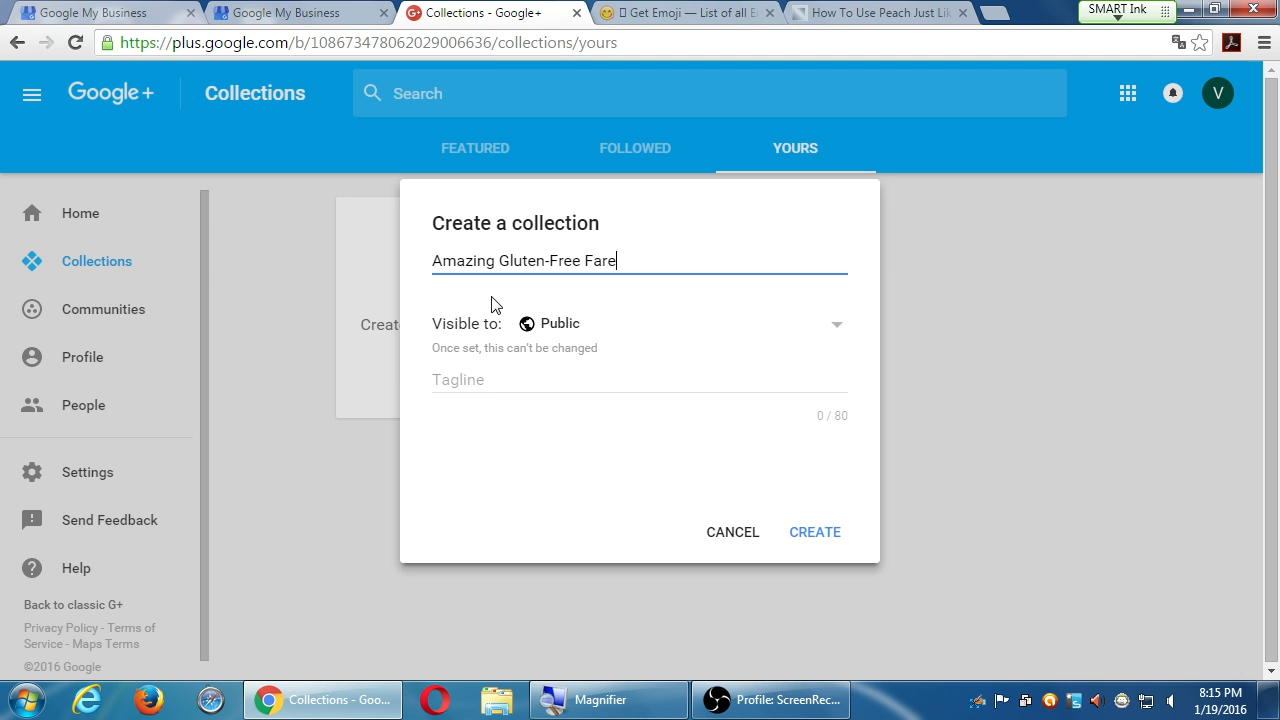 Google My Business
Google My Business
Collections - Google+
Get Emoji — List of all E
How To Use Peach Just Lik
SMART Ink
https://plus.google.com/b/108673478062029006636/collections/yours
Google+
Collections
Search
V
FEATURED
FOLLOWED
YOURS
Home
Collections
Communities
Profile
People
Settings
Send Feedback
Help
Back to classic G+
Privacy Policy - Terms of
Service - Maps Terms
©2016 Google
Create
Create a collection
Amazing Gluten-Free Fare
Visible to: Public
Once set, this can't be changed
Tagline
0 / 80
CANCEL
CREATE
Collections - Goo...
Magnifier
Profile: ScreenRec...
8:15 PM
1/19/2016